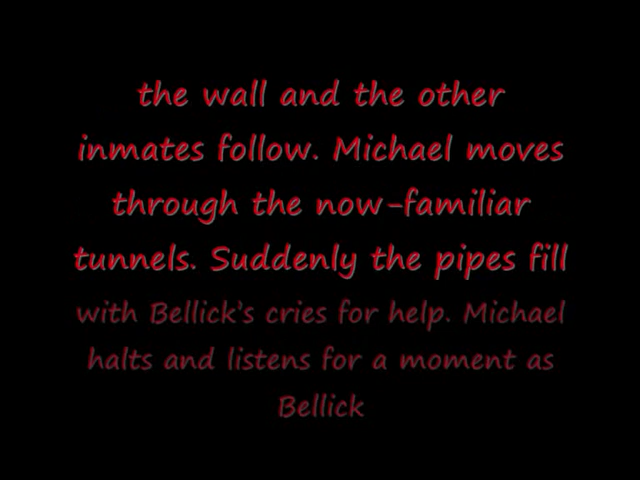 the wall and the other
inmates follow. Michael moves
through the now-familiar
tunnels. Suddenly the pipes fill
with Bellick's cries for help. Michael
halts and listens for a moment as
Bellick